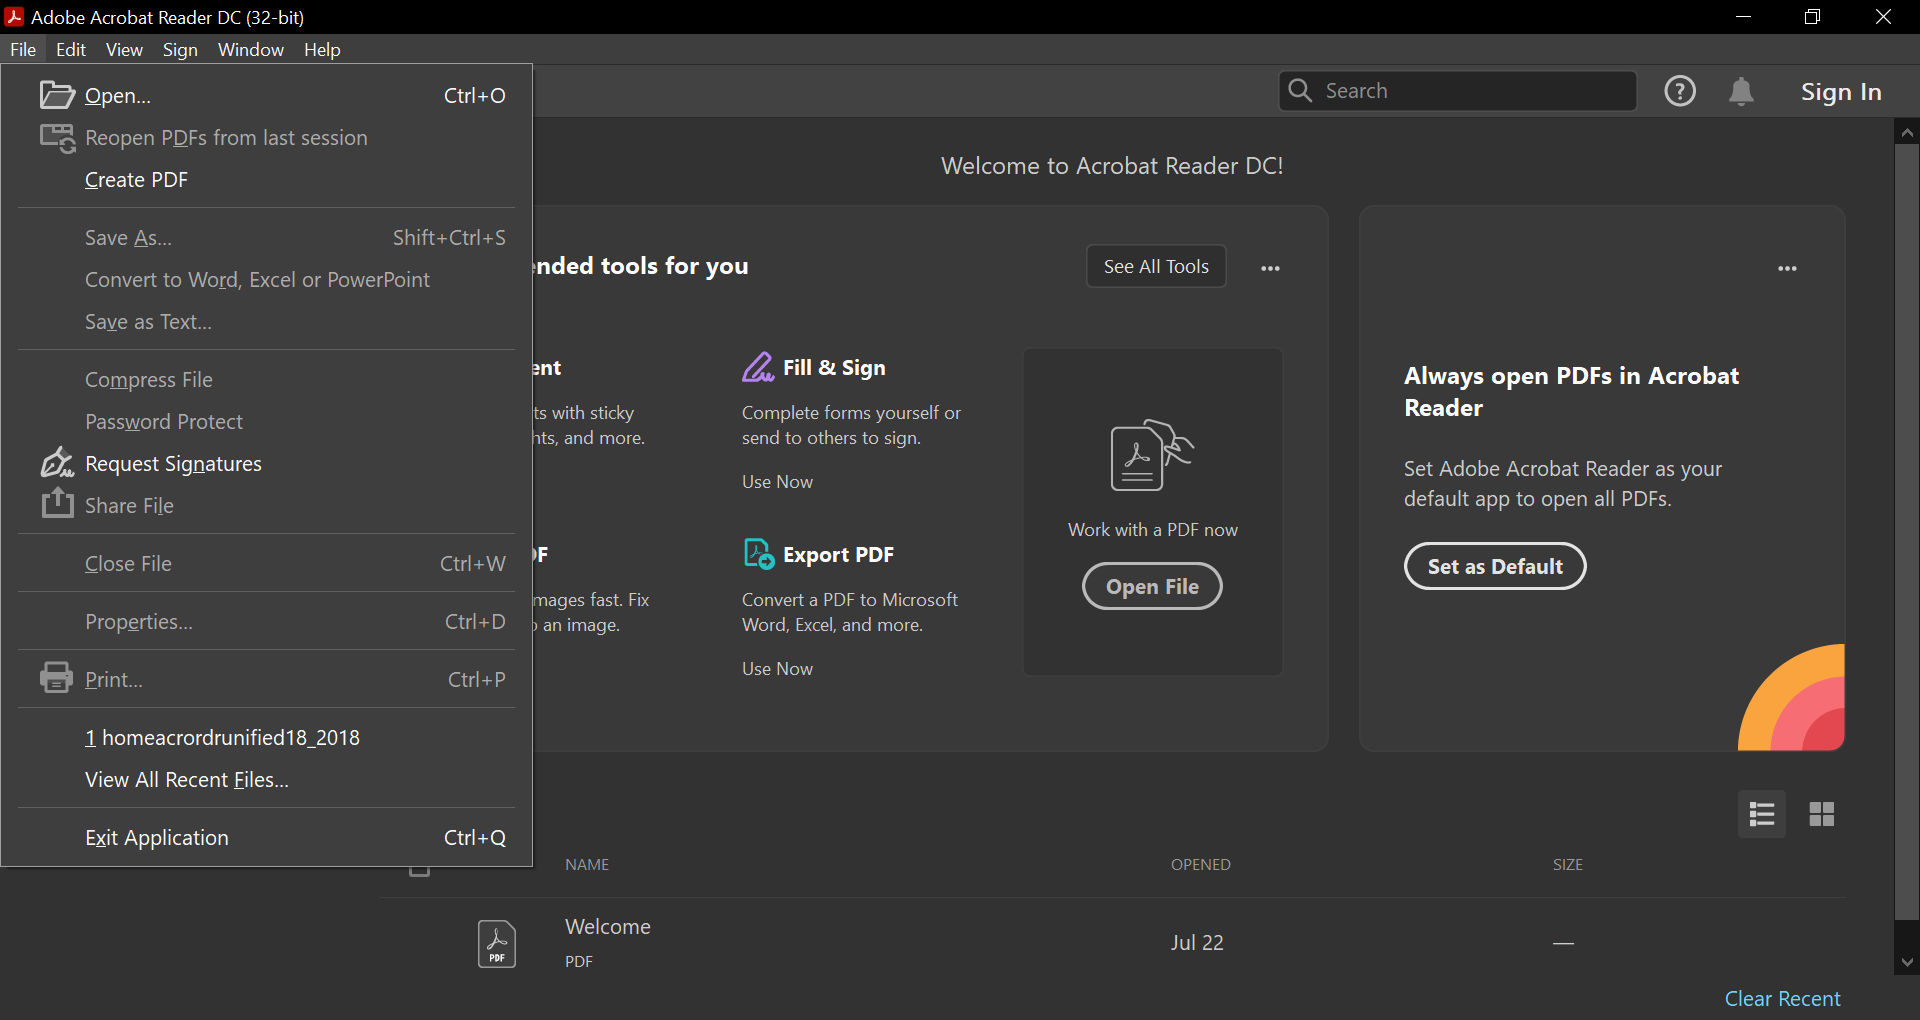 Adobe Acrobat Reader DC (32-bit)
File Edit View Sign Window Help
Open... Ctrl+O
Reopen PDFs from last session
Create PDF
Save As... Shift+Ctrl+S
Convert to Word, Excel or PowerPoint
Save as Text...
Compress File
Password Protect
Request Signatures
Share File
Close File Ctrl+W
Properties... Ctrl+D
Print... Ctrl+P
1 homeacrordrunified18_2018
View All Recent Files...
Exit Application Ctrl+Q
Search
Sign In
Welcome to Acrobat Reader DC!
ended tools for you
See All Tools
ent
ts with sticky
hts, and more.
Fill & Sign
Complete forms yourself or
send to others to sign.
Use Now
DF
mages fast. Fix
o an image.
Export PDF
Convert a PDF to Microsoft
Word, Excel, and more.
Use Now
Work with a PDF now
Open File
Always open PDFs in Acrobat
Reader
Set Adobe Acrobat Reader as your
default app to open all PDFs.
Set as Default
NAME OPENED SIZE
PDF
Welcome
PDF
Jul 22
—
Clear Recent